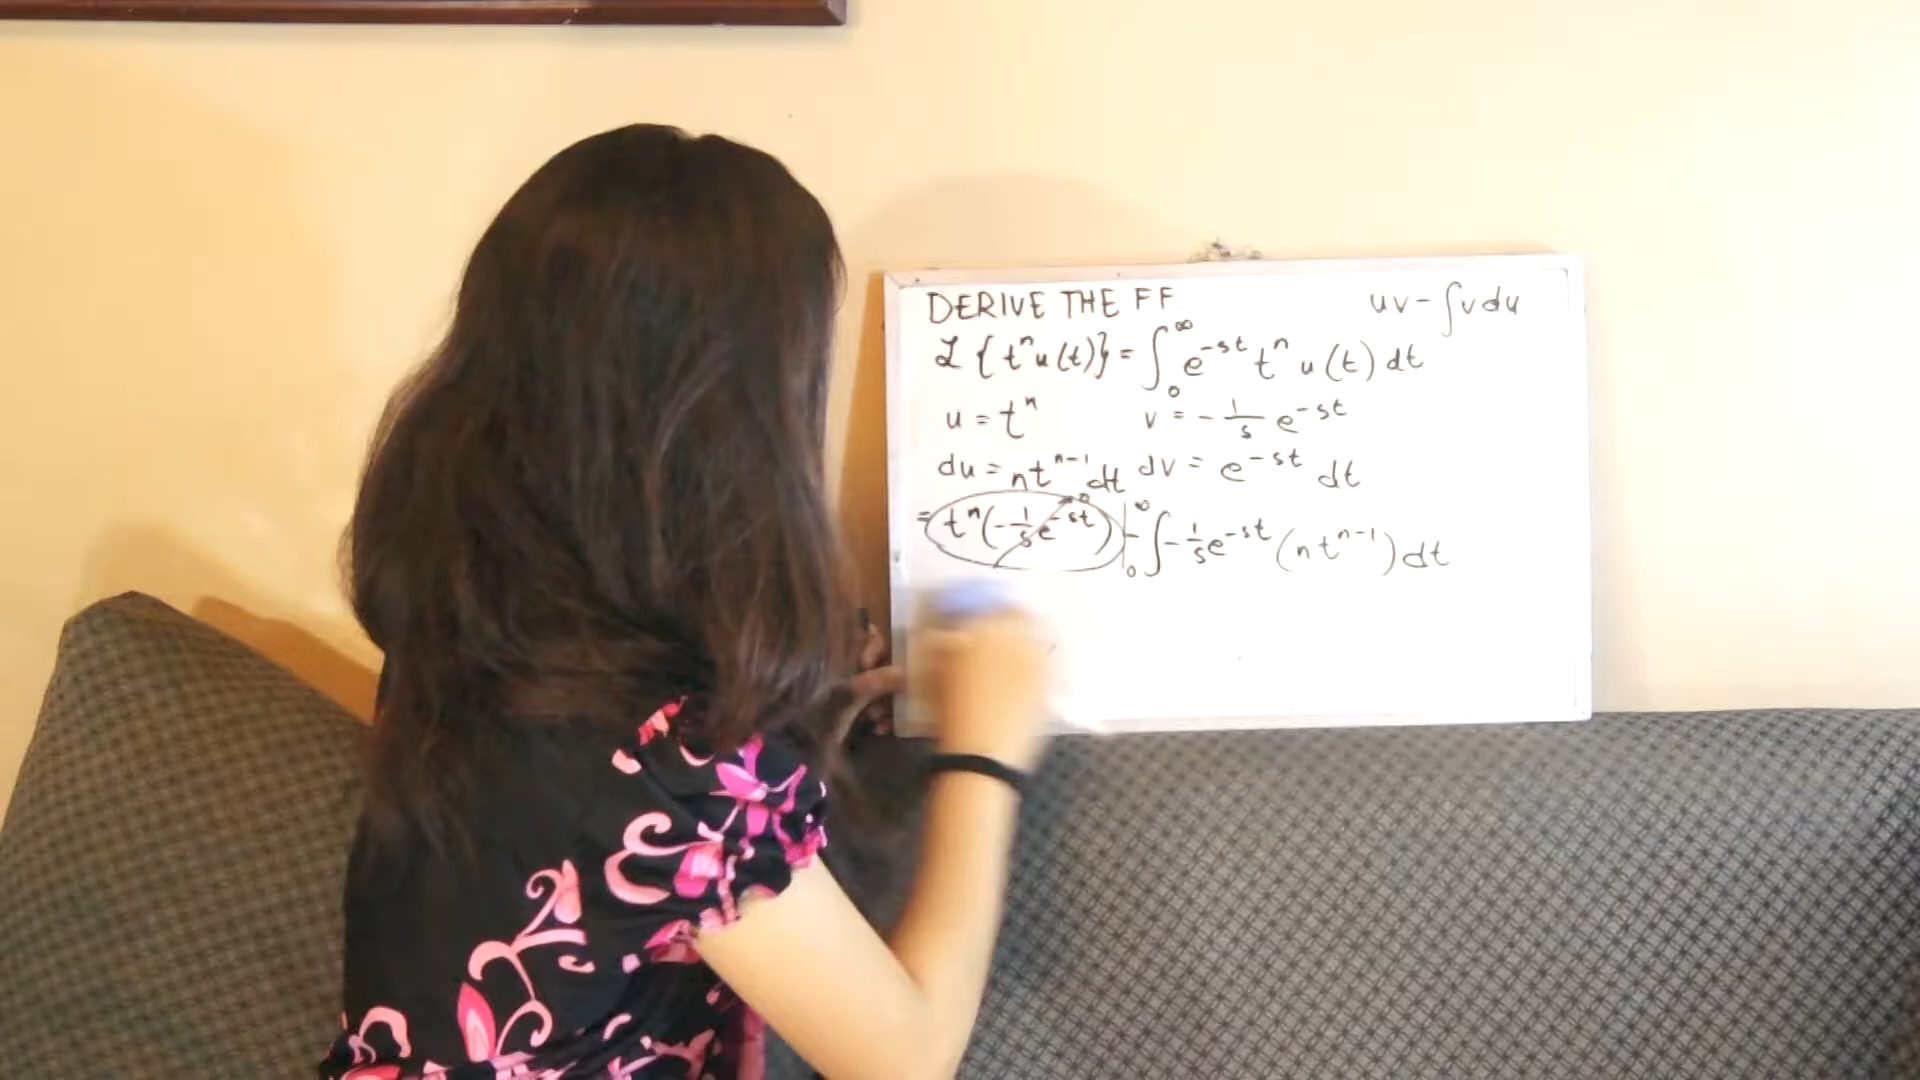 DERIVE THE FF. uv - ∫vdu
ℒ{tⁿu(t)} = ∫₀^∞ e^{-st} tⁿ u(t) dt
u = tⁿ v = -1/s e^{-st}
du = nt^{n-1}dt dv = e^{-st} dt
= tⁿ(-1/s e^{-st})⁰ |₀^∞ - ∫ -1/s e^{-st} (nt^{n-1}) dt